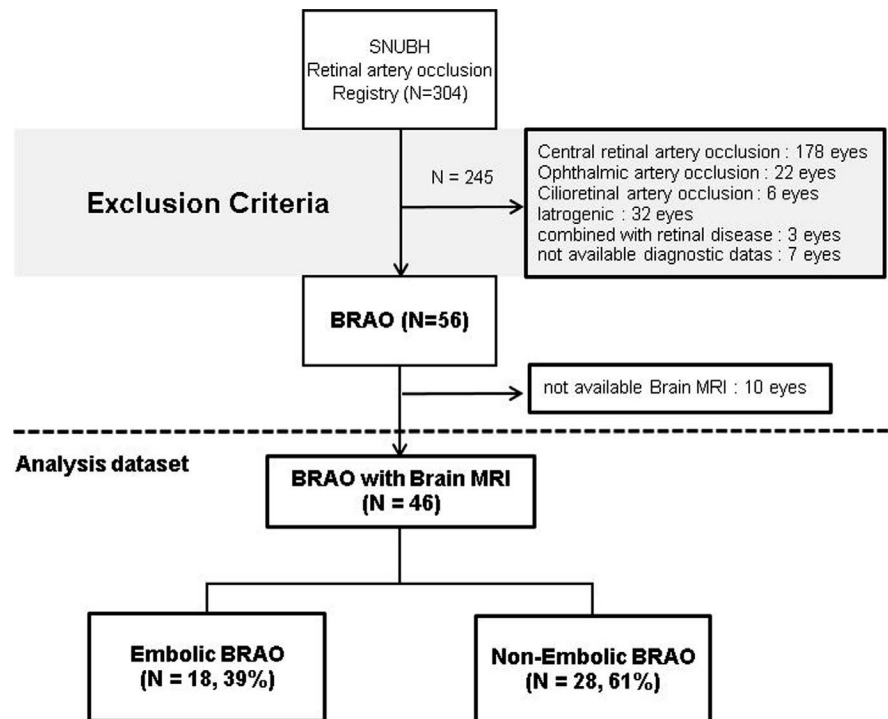 SNUBH
Retinal artery occlusion
Registry (N=304)
Exclusion Criteria
N = 245
Central retinal artery occlusion : 178 eyes
Ophthalmic artery occlusion : 22 eyes
Cilioretinal artery occlusion : 6 eyes
Iatrogenic : 32 eyes
combined with retinal disease : 3 eyes
not available diagnostic datas : 7 eyes
BRAO (N=56)
not available Brain MRI : 10 eyes
Analysis dataset
BRAO with Brain MRI
(N = 46)
Embolic BRAO
(N = 18, 39%)
Non-Embolic BRAO
(N = 28, 61%)